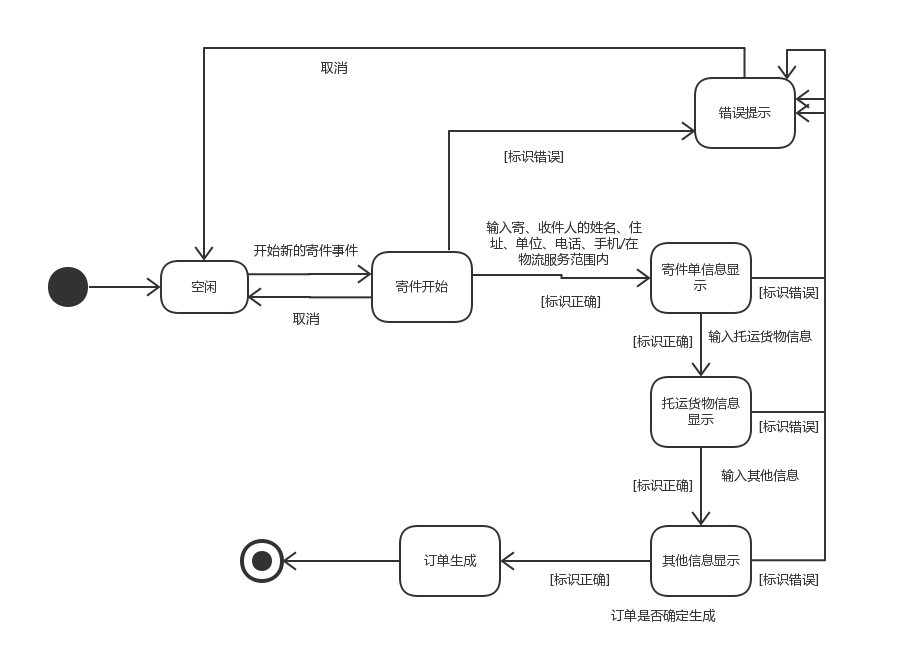 取消
错误提示
[标识错误]
输入寄、收件人的姓名、住
址、单位、电话、手机/在
物流服务范围内
开始新的寄件事件
空闲
寄件开始
寄件单信息显
示
[标识错误]
[标识正确]
取消
[标识正确]
输入托运货物信息
托运货物信息
显示
[标识错误]
[标识正确]
输入其他信息
订单生成
其他信息显示
[标识正确]
[标识错误]
订单是否确定生成